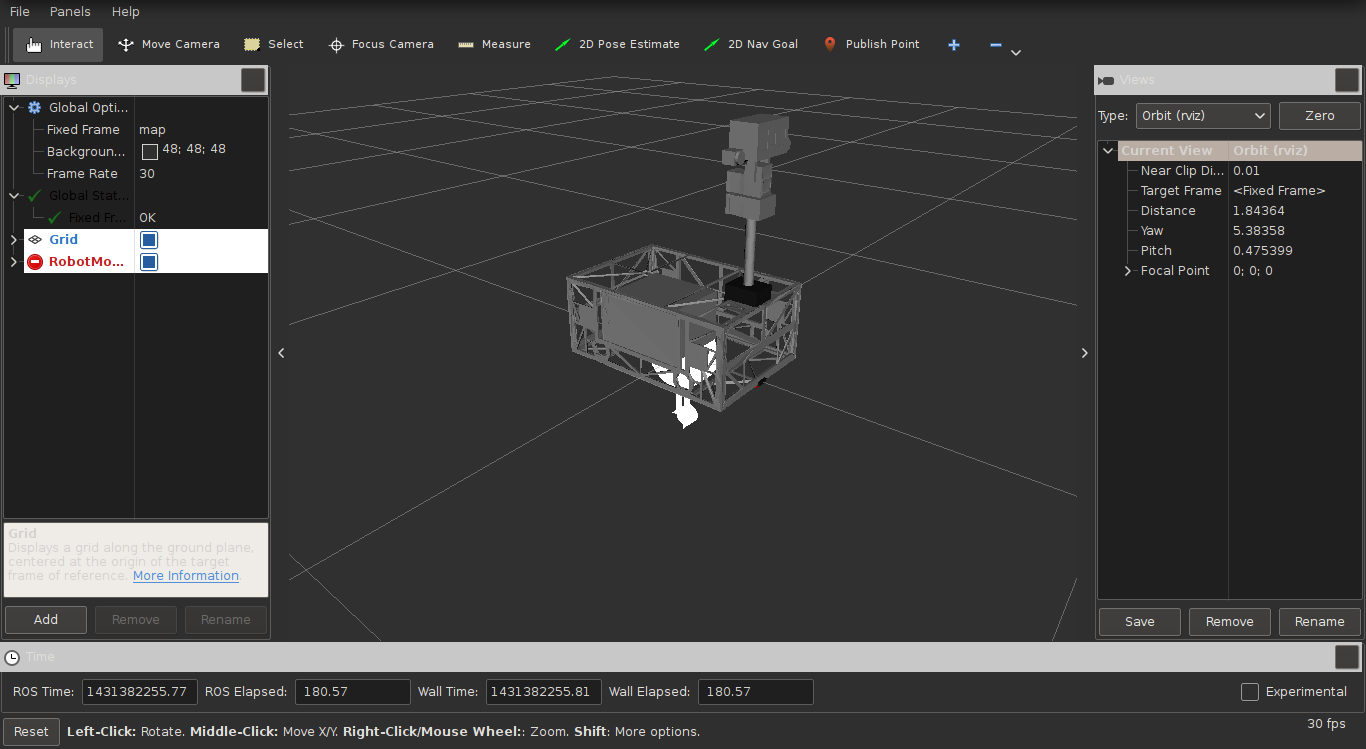 File Panels Help
Interact Move Camera Select Focus Camera Measure 2D Pose Estimate 2D Nav Goal Publish Point
Displays
Global Opti...
Fixed Frame map
Backgroun... 48; 48; 48
Frame Rate 30
Global Stat...
Fixed Fr... OK
Grid
RobotMo...
Grid
Displays a grid along the ground plane,
centered at the origin of the target
frame of reference. More Information.
Add Remove Rename
Views
Type: Orbit (rviz) Zero
Current View Orbit (rviz)
Near Clip Di... 0.01
Target Frame <Fixed Frame>
Distance 1.84364
Yaw 5.38358
Pitch 0.475399
Focal Point 0; 0; 0
Save Remove Rename
Time
ROS Time: 1431382255.77 ROS Elapsed: 180.57 Wall Time: 1431382255.81 Wall Elapsed: 180.57 Experimental
Reset Left-Click: Rotate. Middle-Click: Move X/Y. Right-Click/Mouse Wheel:: Zoom. Shift: More options. 30 fps